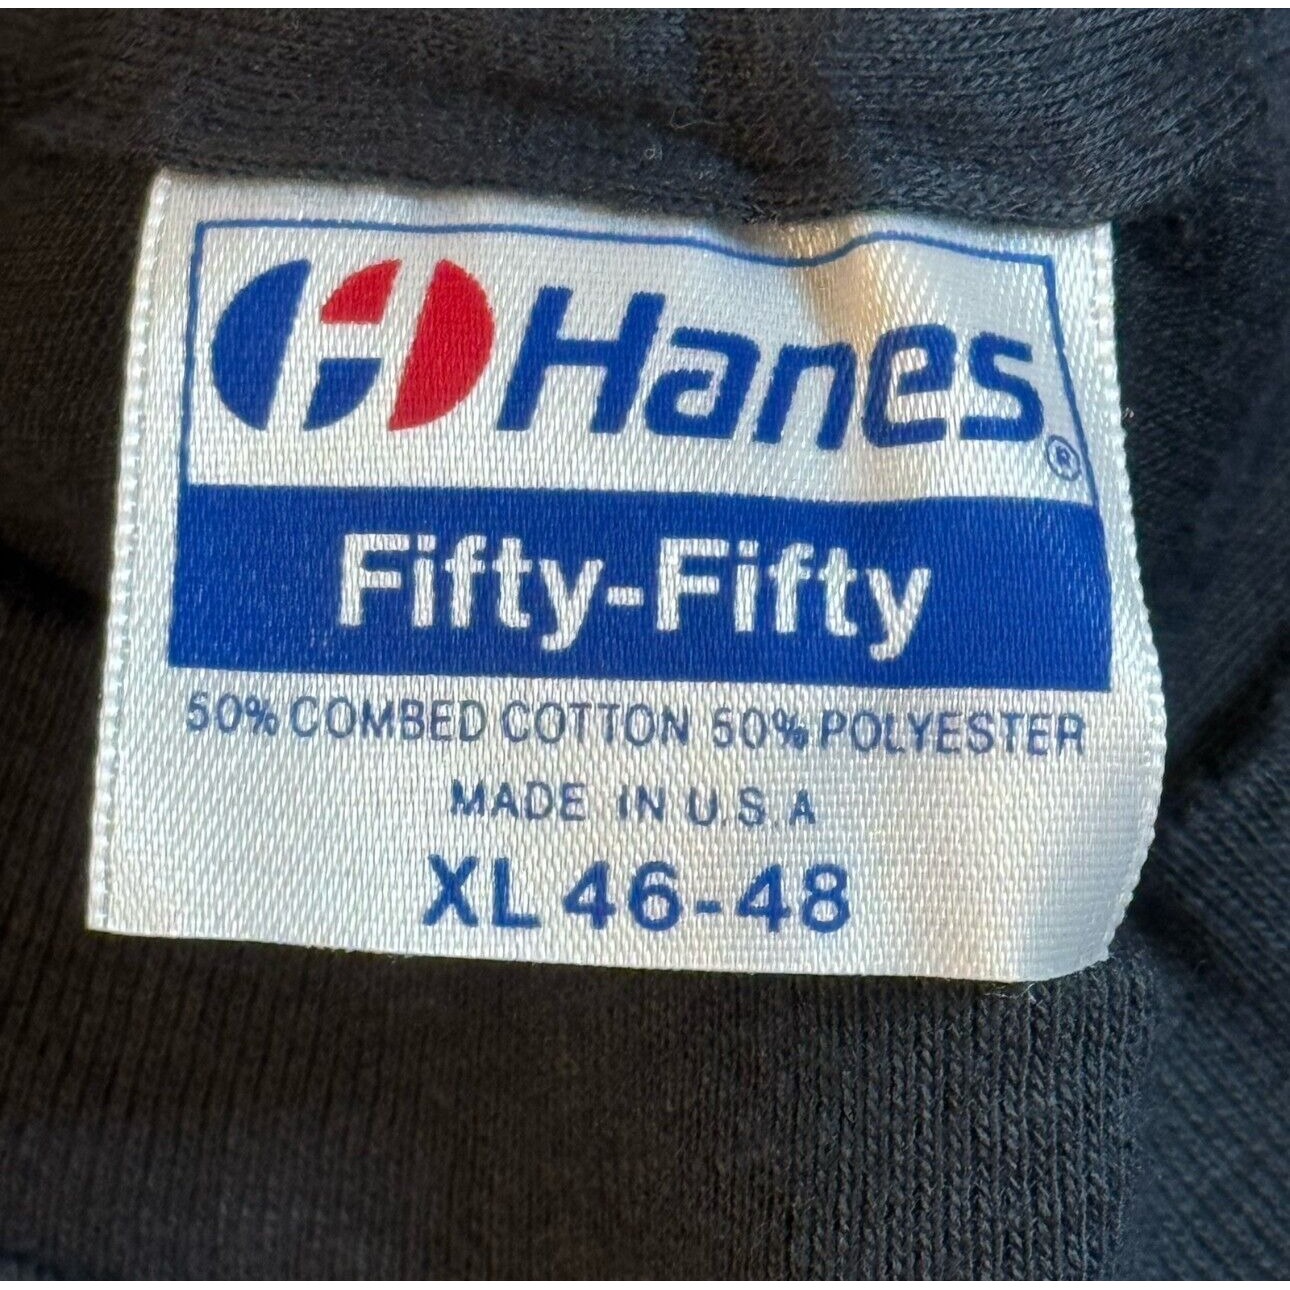 Hanes®
Fifty-Fifty
50% COMBED COTTON 50% POLYESTER
MADE IN U.S.A
XL 46-48